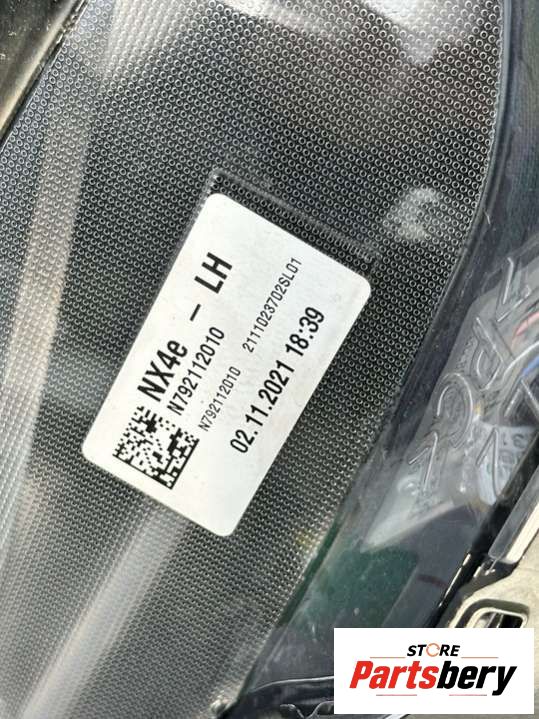 NX4e - LH
N792112010
N792112010 2111023702SL01
02.11.2021 18:39
STORE
Partsbery